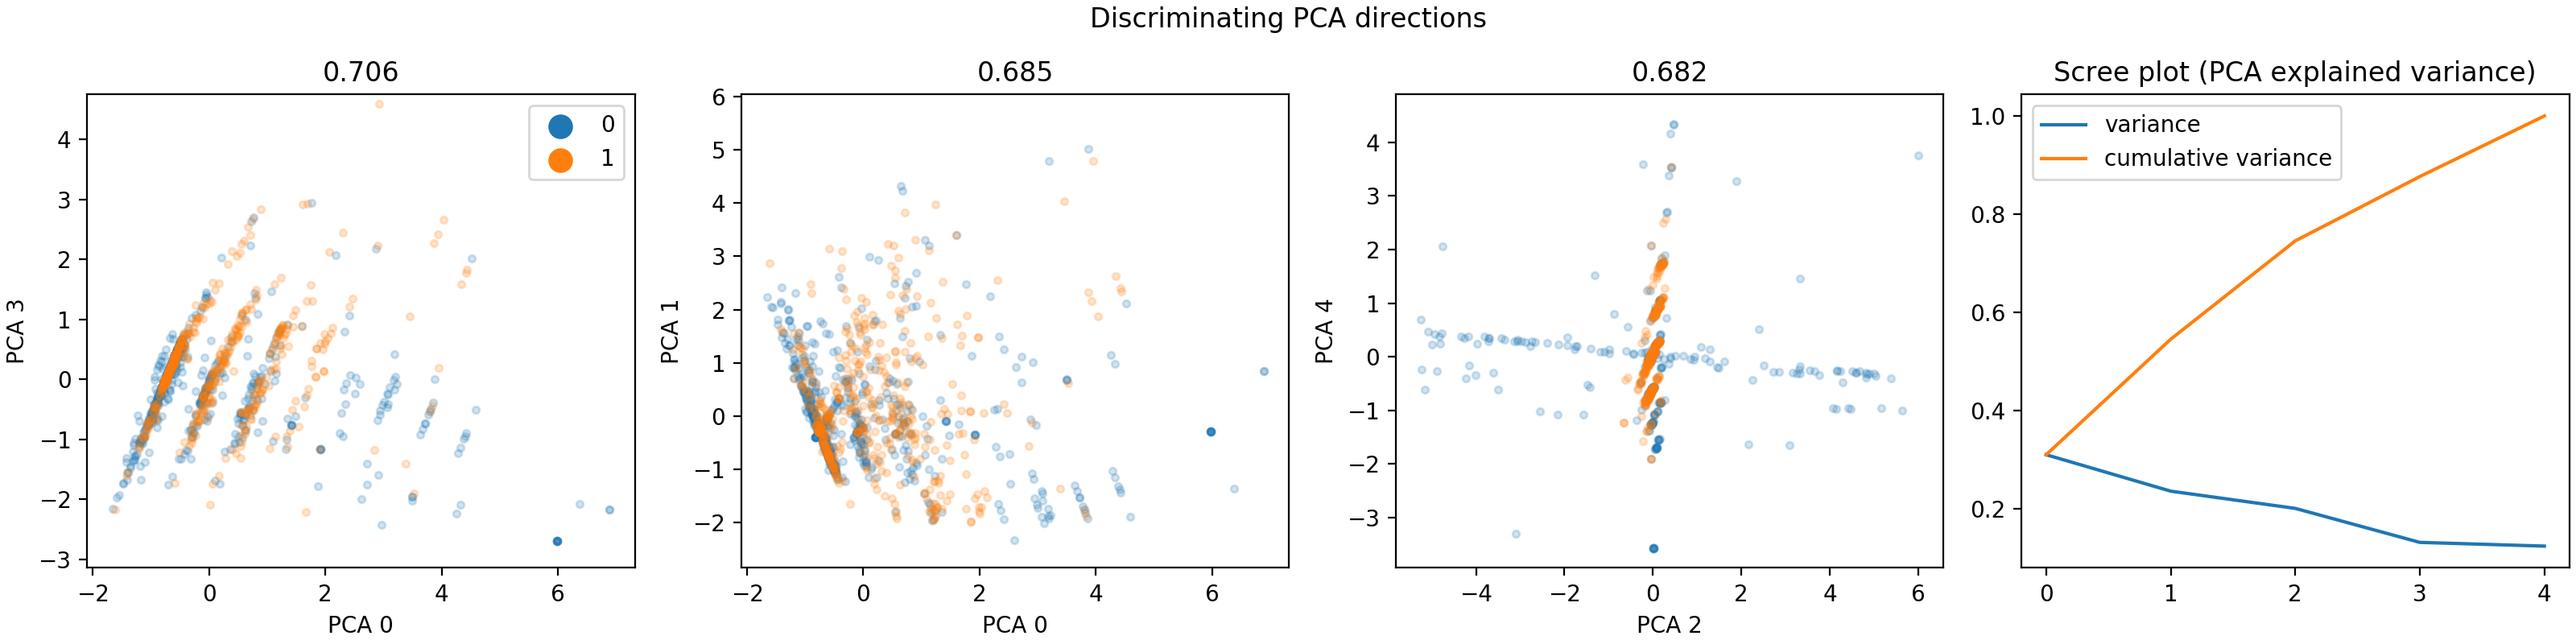 Discriminating PCA directions
0.706
0
1
4
3
2
1
0
−1
−2
−3
PCA 3
−2 0 2 4 6
PCA 0
0.685
6
5
4
3
2
1
0
−1
−2
PCA 1
−2 0 2 4 6
PCA 0
0.682
4
3
2
1
0
−1
−2
−3
PCA 4
−4 −2 0 2 4 6
PCA 2
Scree plot (PCA explained variance)
variance
cumulative variance
1.0
0.8
0.6
0.4
0.2
0 1 2 3 4